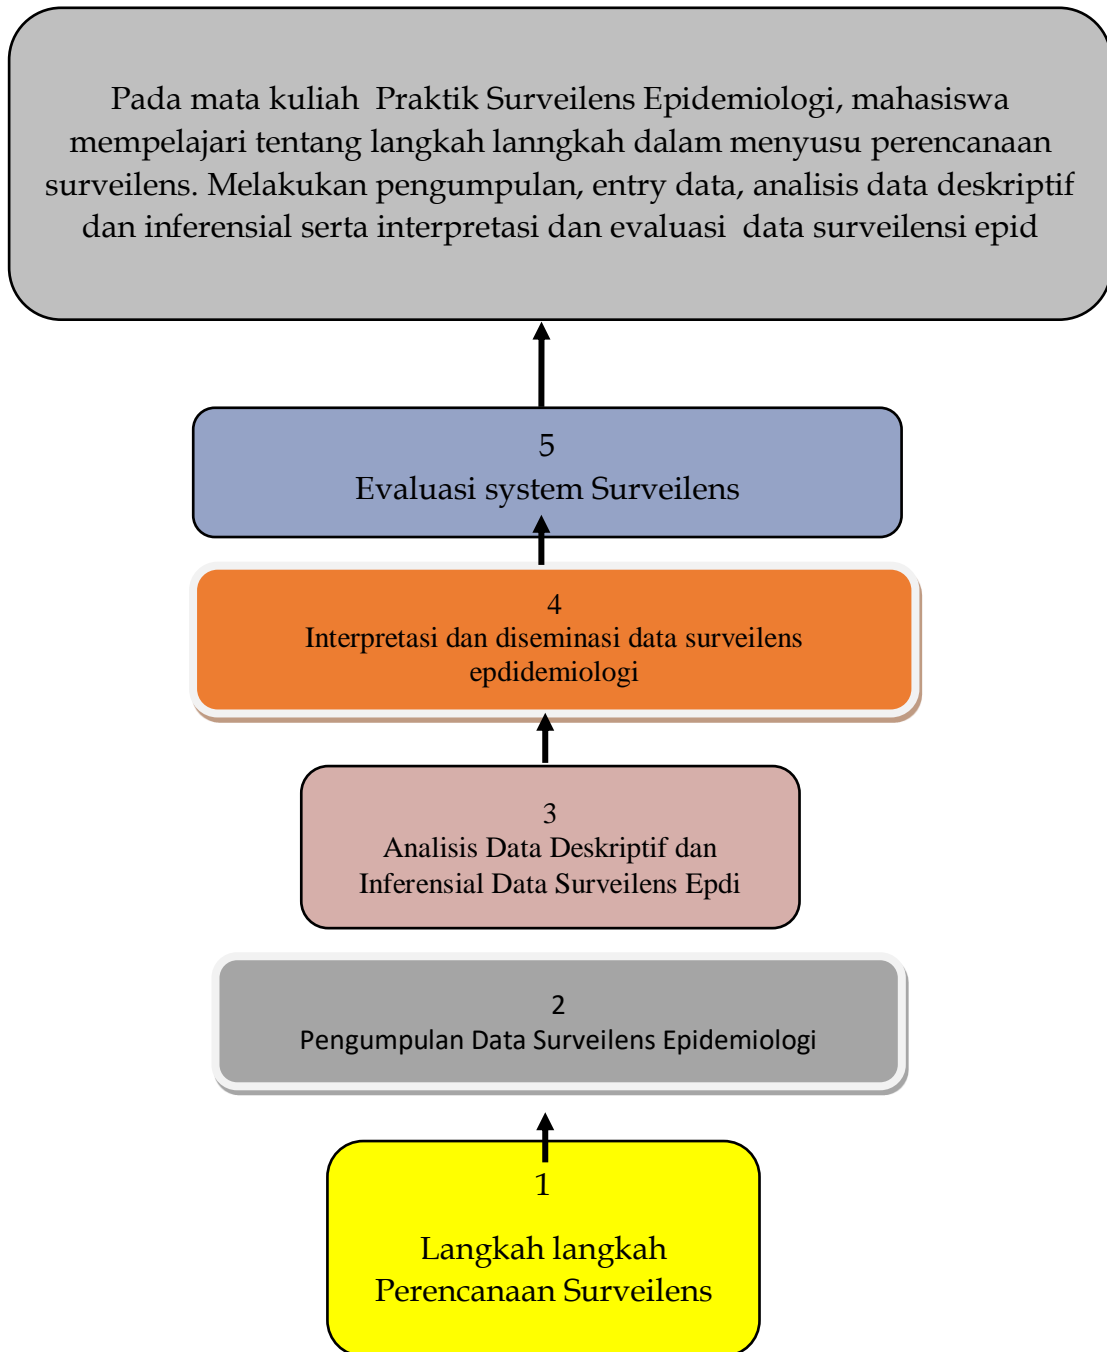 Pada mata kuliah Praktik Surveilens Epidemiologi, mahasiswa
mempelajari tentang langkah lanngkah dalam menyusu perencanaan
surveilens. Melakukan pengumpulan, entry data, analisis data deskriptif
dan inferensial serta interpretasi dan evaluasi data surveilensi epid
5
Evaluasi system Surveilens
4
Interpretasi dan diseminasi data surveilens
epdidemiologi
3
Analisis Data Deskriptif dan
Inferensial Data Surveilens Epdi
2
Pengumpulan Data Surveilens Epidemiologi
1
Langkah langkah
Perencanaan Surveilens